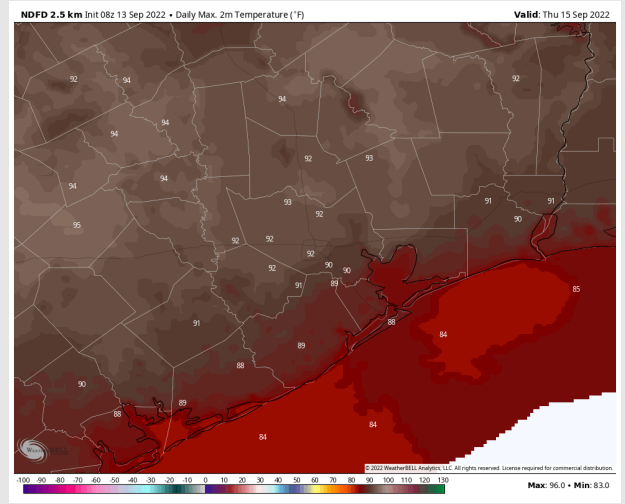 NDFD 2.5 km Init 08z 13 Sep 2022 • Daily Max. 2m Temperature (°F) Valid: Thu 15 Sep 2022
92 94 92
94
94
94
92 93
94 94
93 91 91
92 90
95
92 92
92
92 90 90
91 89 85
91 88
84
89
88
90
89
88
84
84
© 2022 WeatherBELL Analytics, LLC. All rights reserved. License required for commercial distribution.
-100 -90 -80 -70 -60 -50 -40 -30 -20 -10 0 10 20 30 40 50 60 70 80 90 100 110 120 130
Max: 96.0 • Min: 83.0